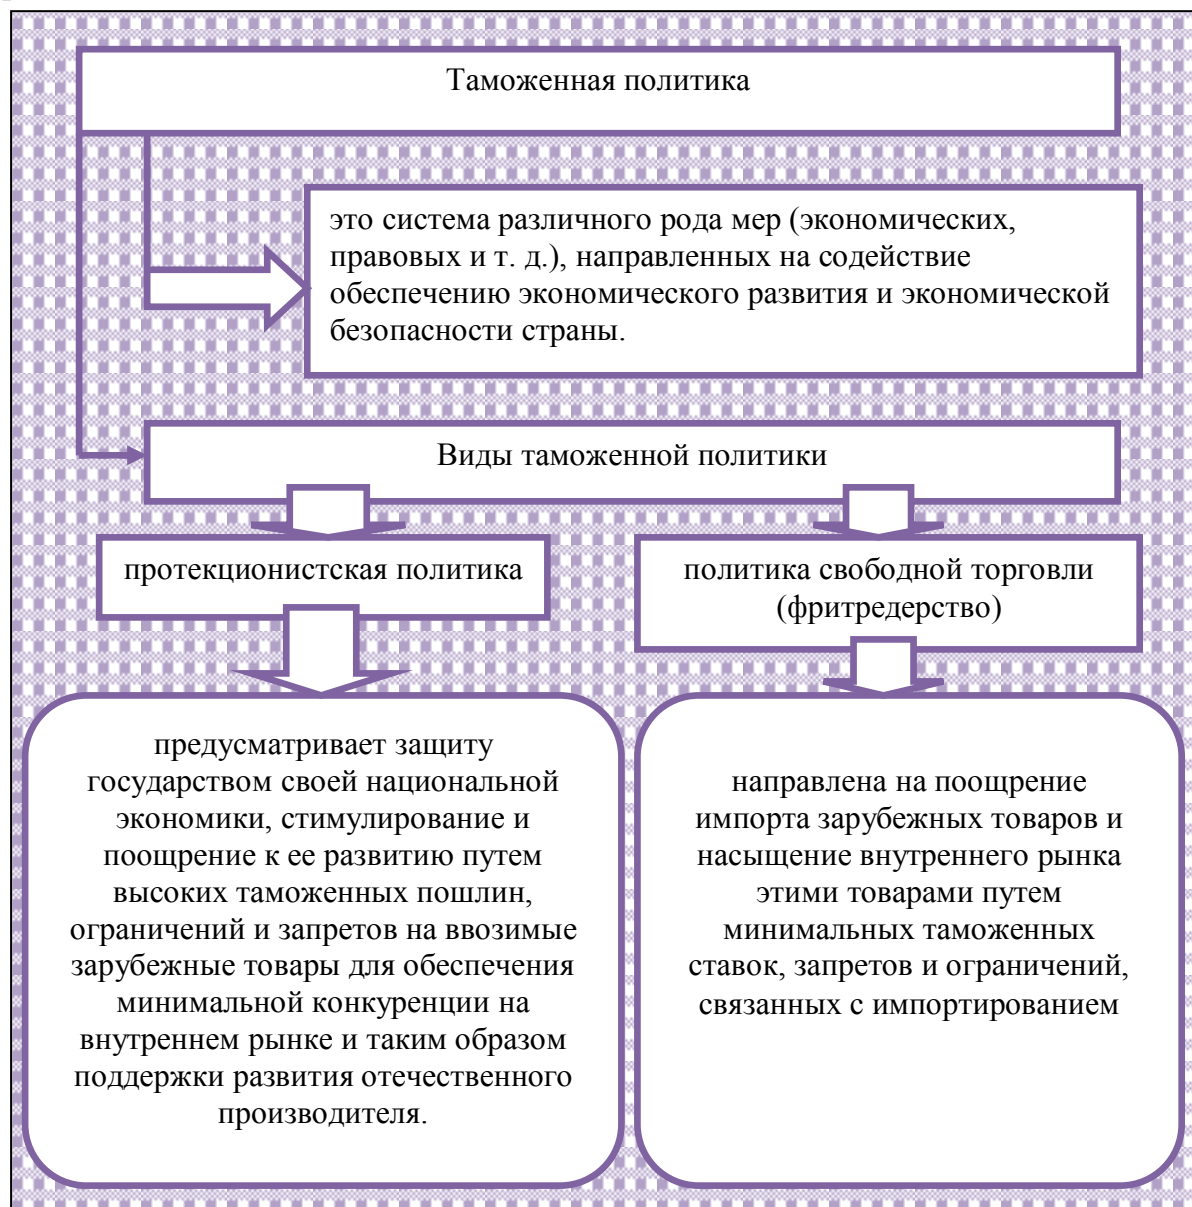 Таможенная политика
это система различного рода мер (экономических,
правовых и т. д.), направленных на содействие
обеспечению экономического развития и экономической
безопасности страны.
Виды таможенной политики
протекционистская политика
политика свободной торговли
(фритредерство)
предусматривает защиту
государством своей национальной
экономики, стимулирование и
поощрение к ее развитию путем
высоких таможенных пошлин,
ограничений и запретов на ввозимые
зарубежные товары для обеспечения
минимальной конкуренции на
внутреннем рынке и таким образом
поддержки развития отечественного
производителя.
направлена на поощрение
импорта зарубежных товаров и
насыщение внутреннего рынка
этими товарами путем
минимальных таможенных
ставок, запретов и ограничений,
связанных с импортированием